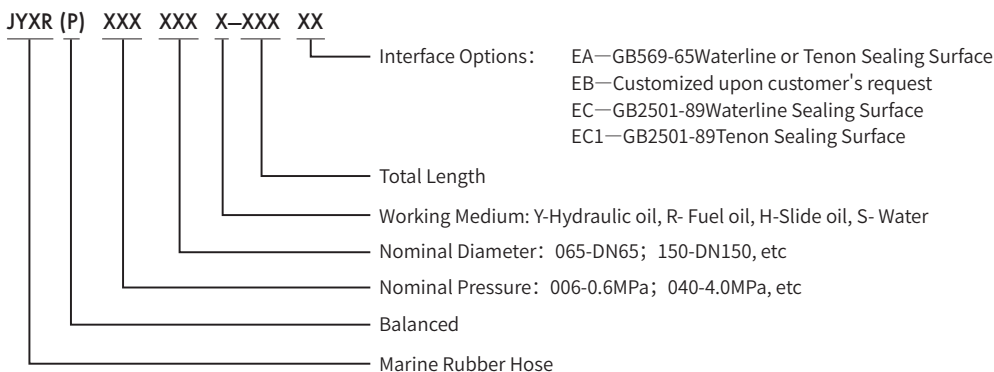 JYXR (P) XXX XXX X—XXX XX
Interface Options： EA—GB569-65Waterline or Tenon Sealing Surface
EB—Customized upon customer's request
EC—GB2501-89Waterline Sealing Surface
EC1—GB2501-89Tenon Sealing Surface
Total Length
Working Medium: Y-Hydraulic oil, R- Fuel oil, H-Slide oil, S- Water
Nominal Diameter：065-DN65；150-DN150, etc
Nominal Pressure：006-0.6MPa；040-4.0MPa, etc
Balanced
Marine Rubber Hose